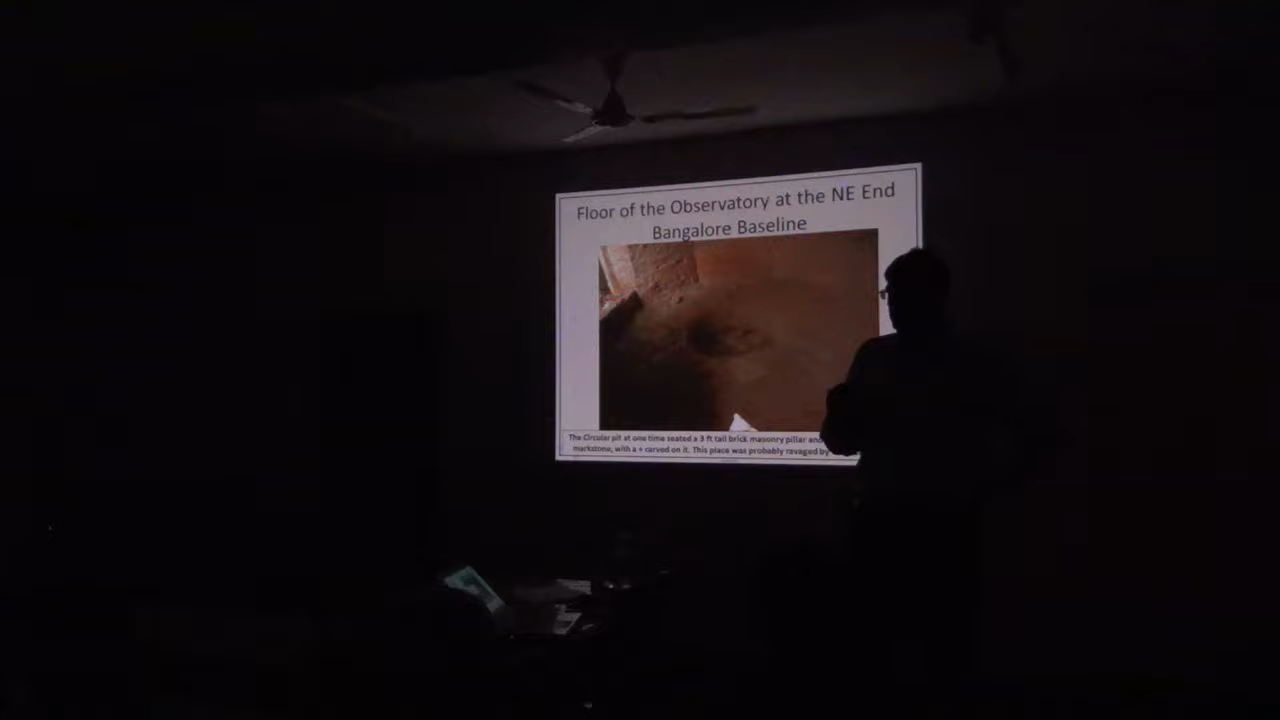 Floor of the Observatory at the NE End
Bangalore Baseline
The Circular pit at one time seated a 3 ft tall brick masonry pillar and
markstone, with a + carved on it. This place was probably ravaged by